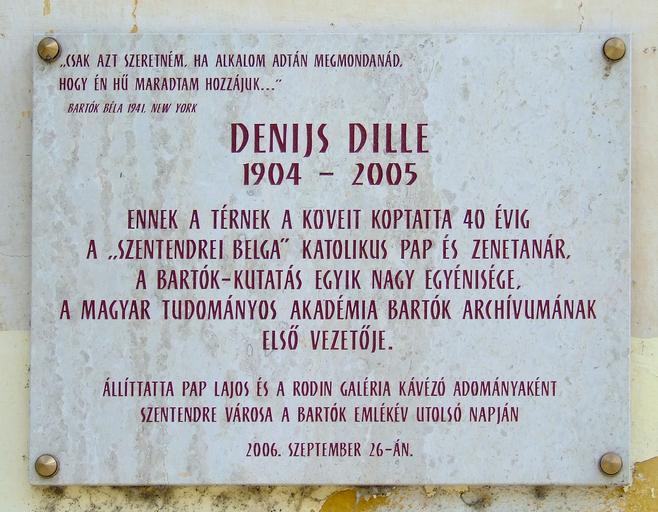 „CSAK AZT SZERETNÉM, HA ALKALOM ADTÁN MEGMONDANÁD,
HOGY ÉN HŰ MARADTAM HOZZÁJUK..."
BARTÓK BÉLA 1941, NEW YORK
DENIJS DILLE
1904 – 2005
ENNEK A TÉRNEK A KÖVEIT KOPTATTA 40 ÉVIG
A „SZENTENDREI BELGA" KATOLIKUS PAP ÉS ZENETANÁR,
A BARTÓK-KUTATÁS EGYIK NAGY EGYÉNISÉGE,
A MAGYAR TUDOMÁNYOS AKADÉMIA BARTÓK ARCHÍVUMÁNAK
ELSŐ VEZETŐJE.
ÁLLÍTTATTA PAP LAJOS ÉS A RODIN GALÉRIA KÁVÉZÓ ADOMÁNYAKÉNT
SZENTENDRE VÁROSA A BARTÓK EMLÉKÉV UTOLSÓ NAPJÁN
2006. SZEPTEMBER 26-ÁN.